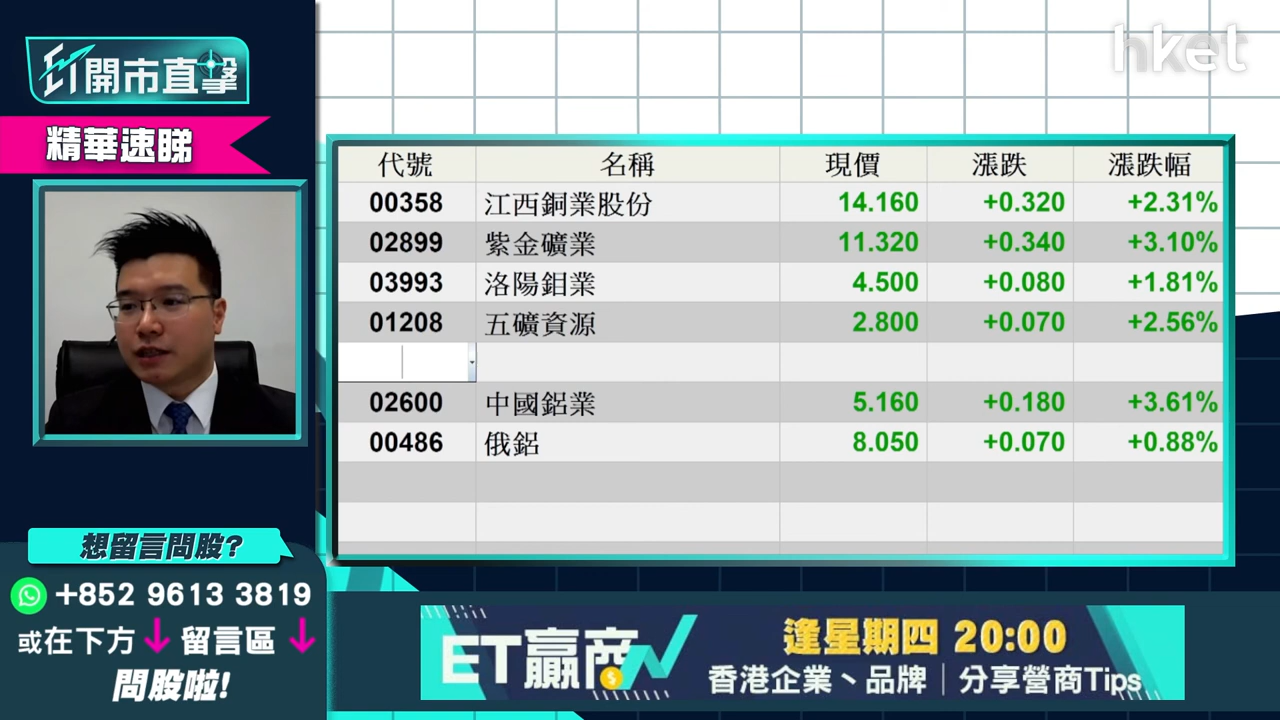 hket
ET開市直擊
精華速睇
代號 名稱 現價 漲跌 漲跌幅
00358 江西銅業股份 14.160 +0.320 +2.31%
02899 紫金礦業 11.320 +0.340 +3.10%
03993 洛陽鉬業 4.500 +0.080 +1.81%
01208 五礦資源 2.800 +0.070 +2.56%
02600 中國鋁業 5.160 +0.180 +3.61%
00486 俄鋁 8.050 +0.070 +0.88%
想留言問股?
+852 9613 3819
或在下方 留言區
問股啦!
ET贏商
逢星期四 20:00
香港企業、品牌｜分享營商Tips